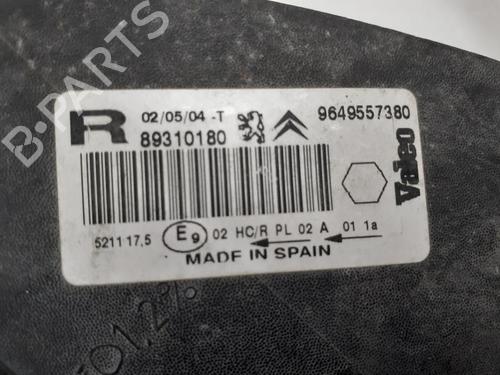 B-PARTS
R 02/05/04 -T 9649557380
89310180
Valeo
5211 17,5 E9 02 HC/R PL 02 A 01 1a
MADE IN SPAIN